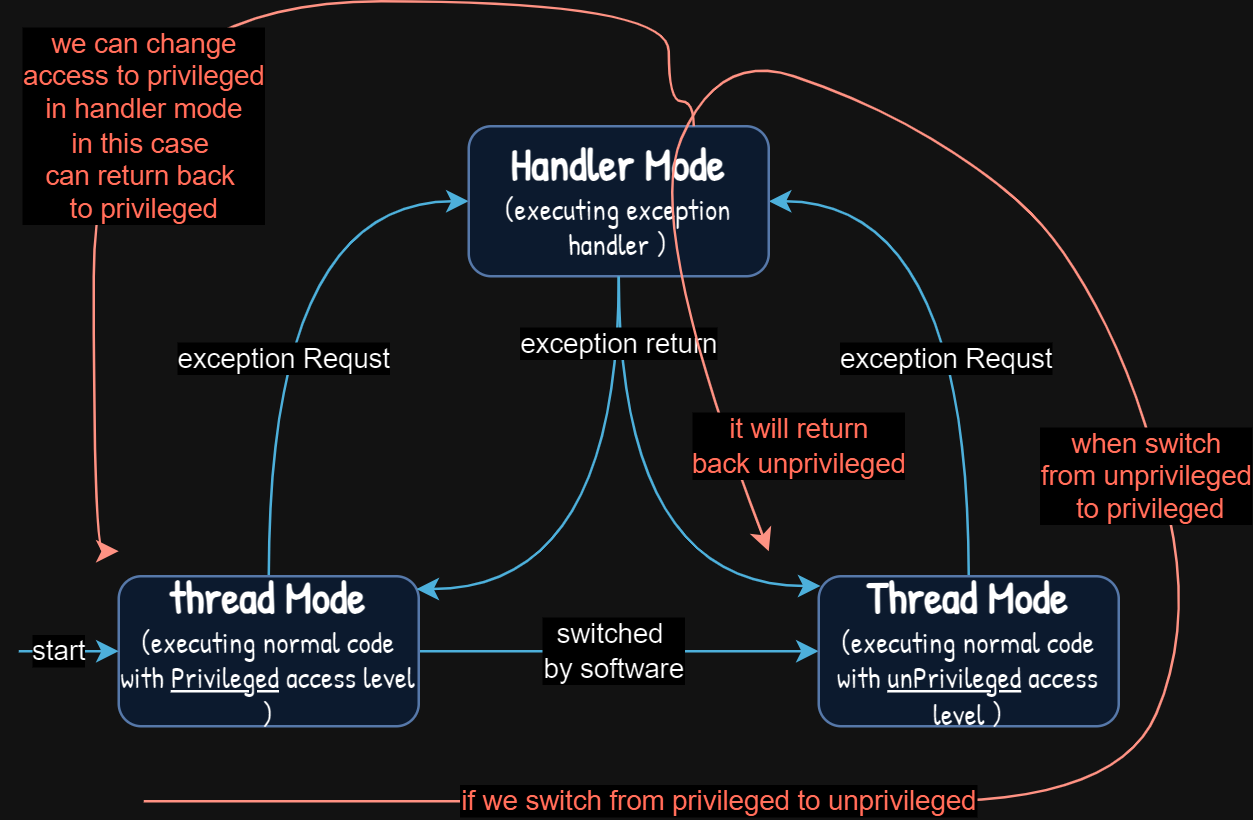 we can change
access to privileged
in handler mode
in this case
can return back
to privileged
Handler Mode
(executing exception
handler )
exception Requst
exception return
exception Requst
it will return
back unprivileged
when switch
from unprivileged
to privileged
start
thread Mode
(executing normal code
with Privileged access level
)
switched
by software
Thread Mode
(executing normal code
with unPrivileged access
level )
if we switch from privileged to unprivileged